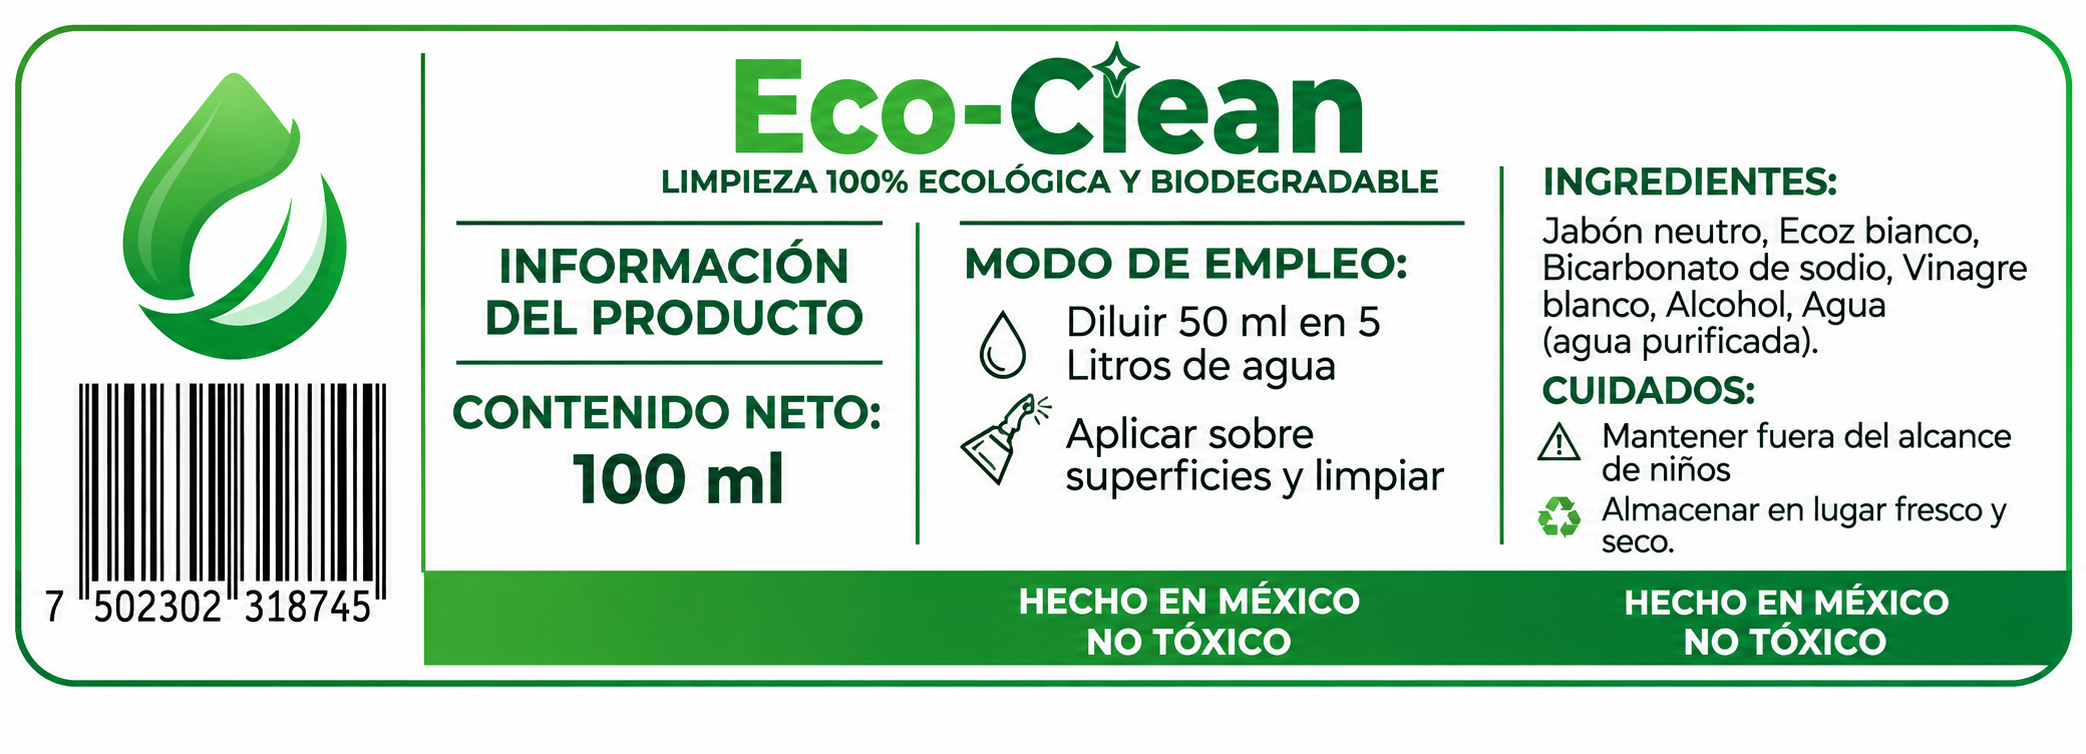 Eco-Clean
LIMPIEZA 100% ECOLÓGICA Y BIODEGRADABLE
INFORMACIÓN
DEL PRODUCTO
CONTENIDO NETO:
100 ml
MODO DE EMPLEO:
Diluir 50 ml en 5
Litros de agua
Aplicar sobre
superficies y limpiar
INGREDIENTES:
Jabón neutro, Ecoz bianco,
Bicarbonato de sodio, Vinagre
blanco, Alcohol, Agua
(agua purificada).
CUIDADOS:
Mantener fuera del alcance
de niños
Almacenar en lugar fresco y
seco.
7 502302 318745
HECHO EN MÉXICO
NO TÓXICO
HECHO EN MÉXICO
NO TÓXICO